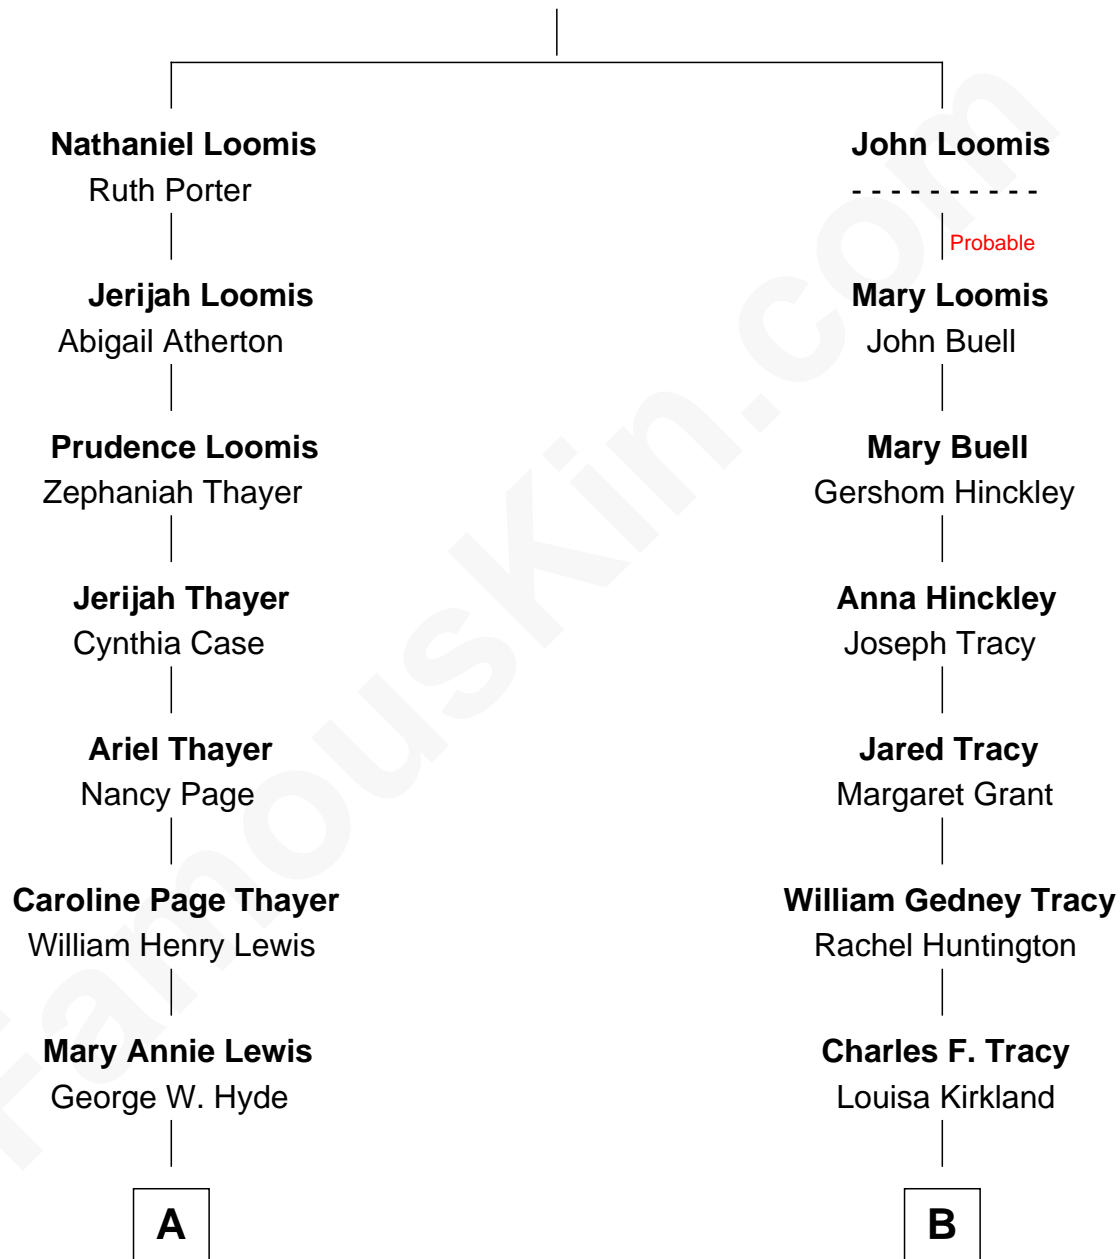 Nathaniel Loomis
Ruth Porter
John Loomis
- - - - - - - - - -
Probable
Jerijah Loomis
Abigail Atherton
Mary Loomis
John Buell
Prudence Loomis
Zephaniah Thayer
Mary Buell
Gershom Hinckley
Jerijah Thayer
Cynthia Case
Anna Hinckley
Joseph Tracy
Ariel Thayer
Nancy Page
Jared Tracy
Margaret Grant
Caroline Page Thayer
William Henry Lewis
William Gedney Tracy
Rachel Huntington
Mary Annie Lewis
George W. Hyde
Charles F. Tracy
Louisa Kirkland
A
B
FamousKin.com